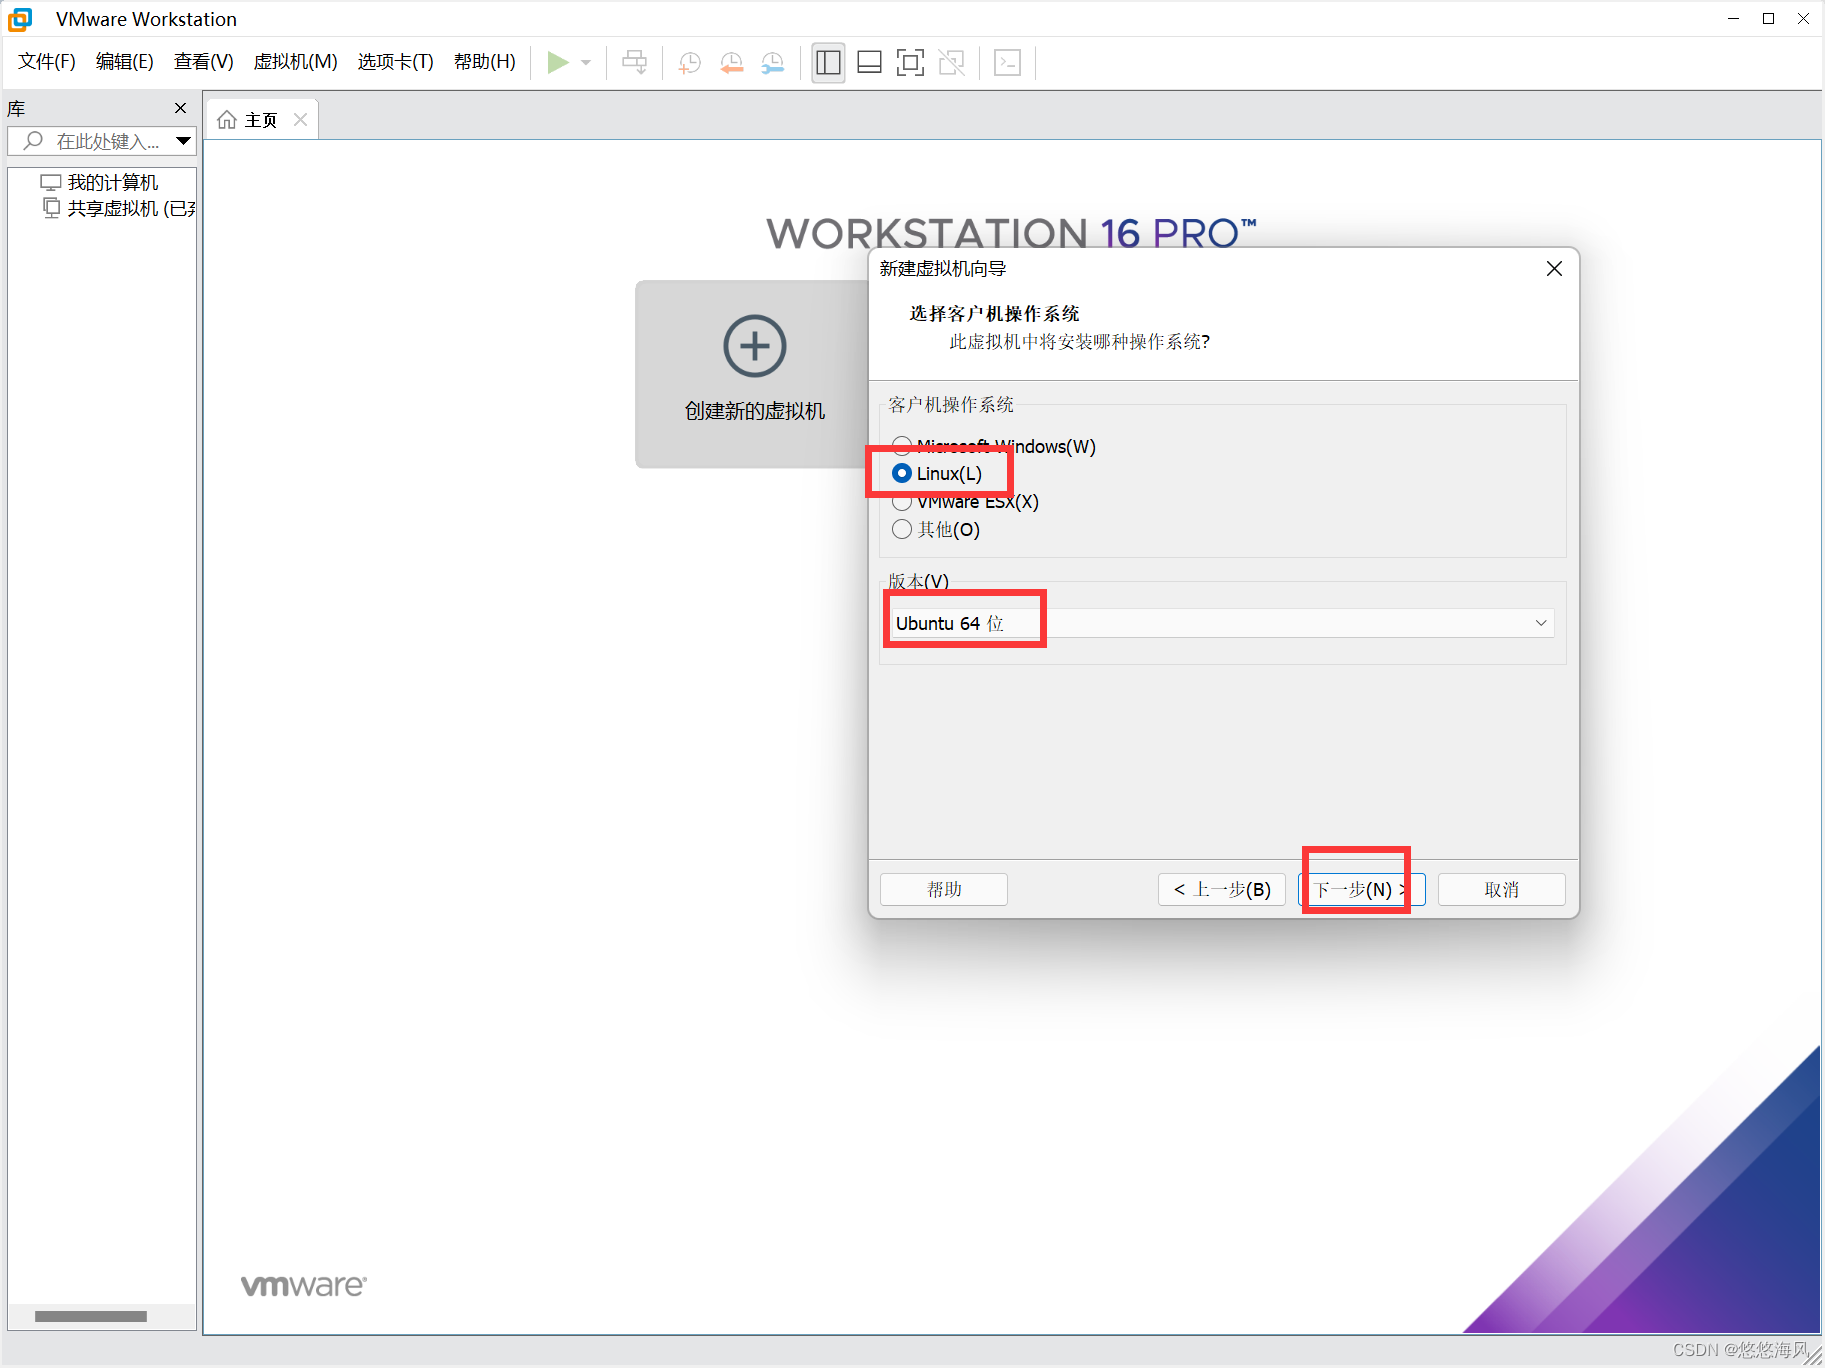 VMware Workstation
文件(F) 编辑(E) 查看(V) 虚拟机(M) 选项卡(T) 帮助(H)
库
主页
在此处键入...
我的计算机
共享虚拟机 (已弃
WORKSTATION 16 PRO™
创建新的虚拟机
新建虚拟机向导
选择客户机操作系统
此虚拟机中将安装哪种操作系统?
客户机操作系统
Microsoft Windows(W)
Linux(L)
VMware ESX(X)
其他(O)
版本(V)
Ubuntu 64 位
帮助
< 上一步(B)
下一步(N) >
取消
vmware®
CSDN @悠悠海风